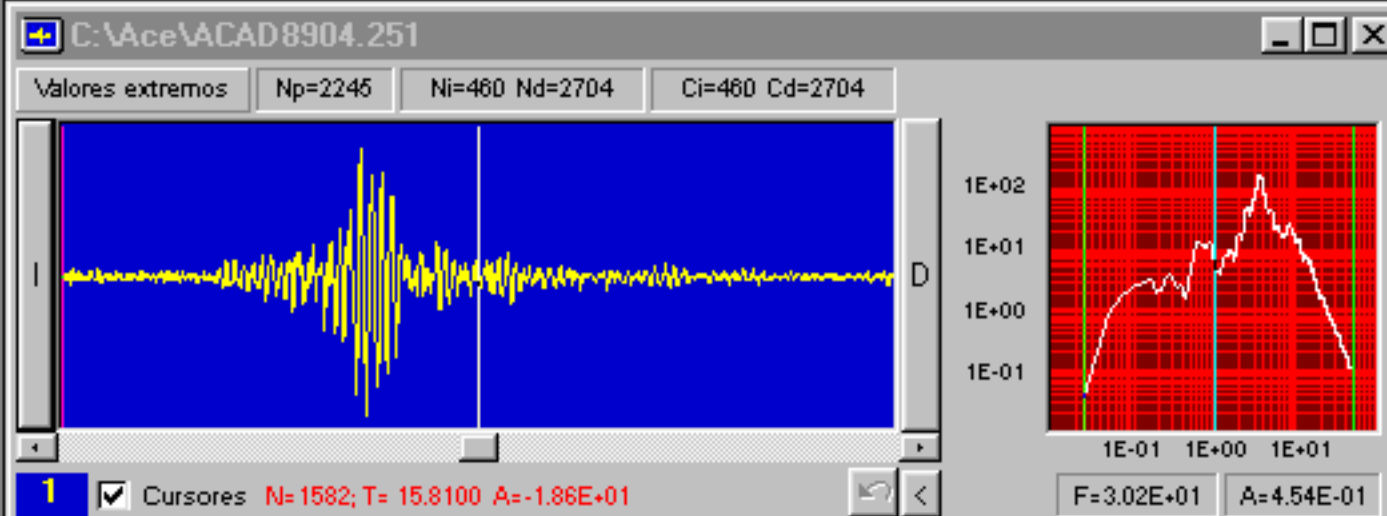 C:\Ace\ACAD8904.251
Valores extremos Np=2245 Ni=460 Nd=2704 Ci=460 Cd=2704
I
D
1E+02
1E+01
1E+00
1E-01
1E-01 1E+00 1E+01
1 Cursores N=1582; T= 15.8100 A=-1.86E+01 < F=3.02E+01 A=4.54E-01